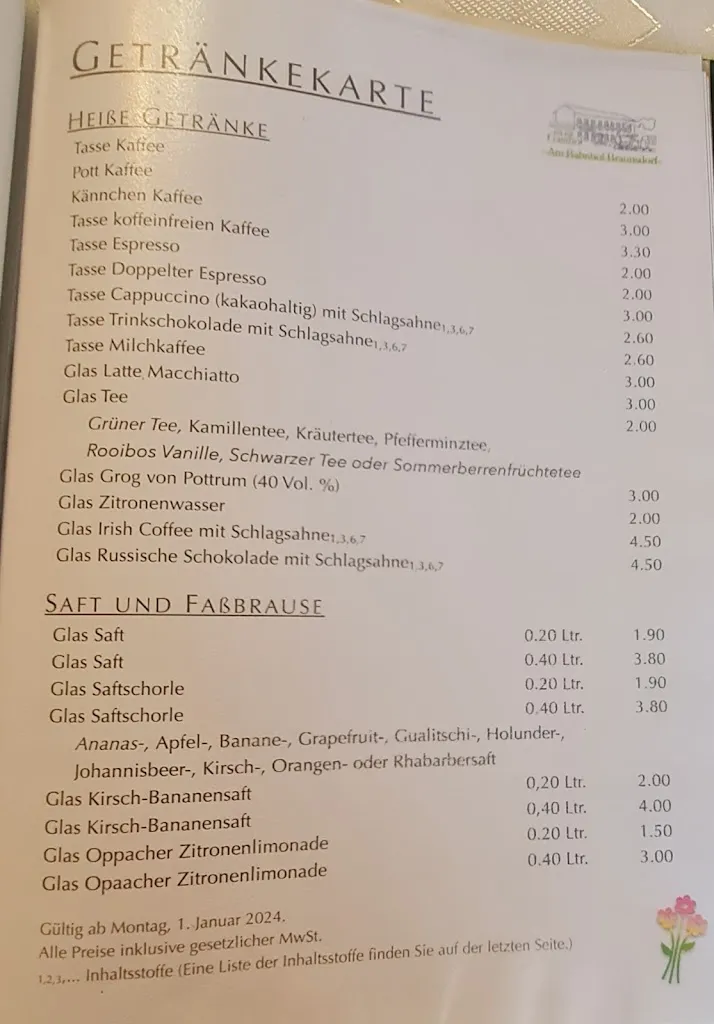 GETRÄNKEKARTE
Am Bahnhof Braunsdorf
HEIßE GETRÄNKE
Tasse Kaffee 2.00
Pott Kaffee 3.00
Kännchen Kaffee 3.30
Tasse koffeinfreien Kaffee 2.00
Tasse Espresso 2.00
Tasse Doppelter Espresso 3.00
Tasse Cappuccino (kakaohaltig) mit Schlagsahne1,3,6,7 2.60
Tasse Trinkschokolade mit Schlagsahne1,3,6,7 2.60
Tasse Milchkaffee 3.00
Glas Latte Macchiatto 3.00
Glas Tee 2.00
Grüner Tee, Kamillentee, Kräutertee, Pfefferminztee,
Rooibos Vanille, Schwarzer Tee oder Sommerbeerenfrüchtetee
Glas Grog von Pottrum (40 Vol. %) 3.00
Glas Zitronenwasser 2.00
Glas Irish Coffee mit Schlagsahne1,3,6,7 4.50
Glas Russische Schokolade mit Schlagsahne1,3,6,7 4.50
SAFT UND FAßBRAUSE
Glas Saft 0.20 Ltr. 1.90
Glas Saft 0.40 Ltr. 3.80
Glas Saftschorle 0.20 Ltr. 1.90
Glas Saftschorle 0.40 Ltr. 3.80
Ananas-, Apfel-, Banane-, Grapefruit-, Gualitschi-, Holunder-,
Johannisbeer-, Kirsch-, Orangen- oder Rhabarbersaft
Glas Kirsch-Bananensaft 0,20 Ltr. 2.00
Glas Kirsch-Bananensaft 0,40 Ltr. 4.00
Glas Oppacher Zitronenlimonade 0.20 Ltr. 1.50
Glas Opaacher Zitronenlimonade 0.40 Ltr. 3.00
Gültig ab Montag, 1. Januar 2024.
Alle Preise inklusive gesetzlicher MwSt.
1,2,3,... Inhaltsstoffe (Eine Liste der Inhaltsstoffe finden Sie auf der letzten Seite.)